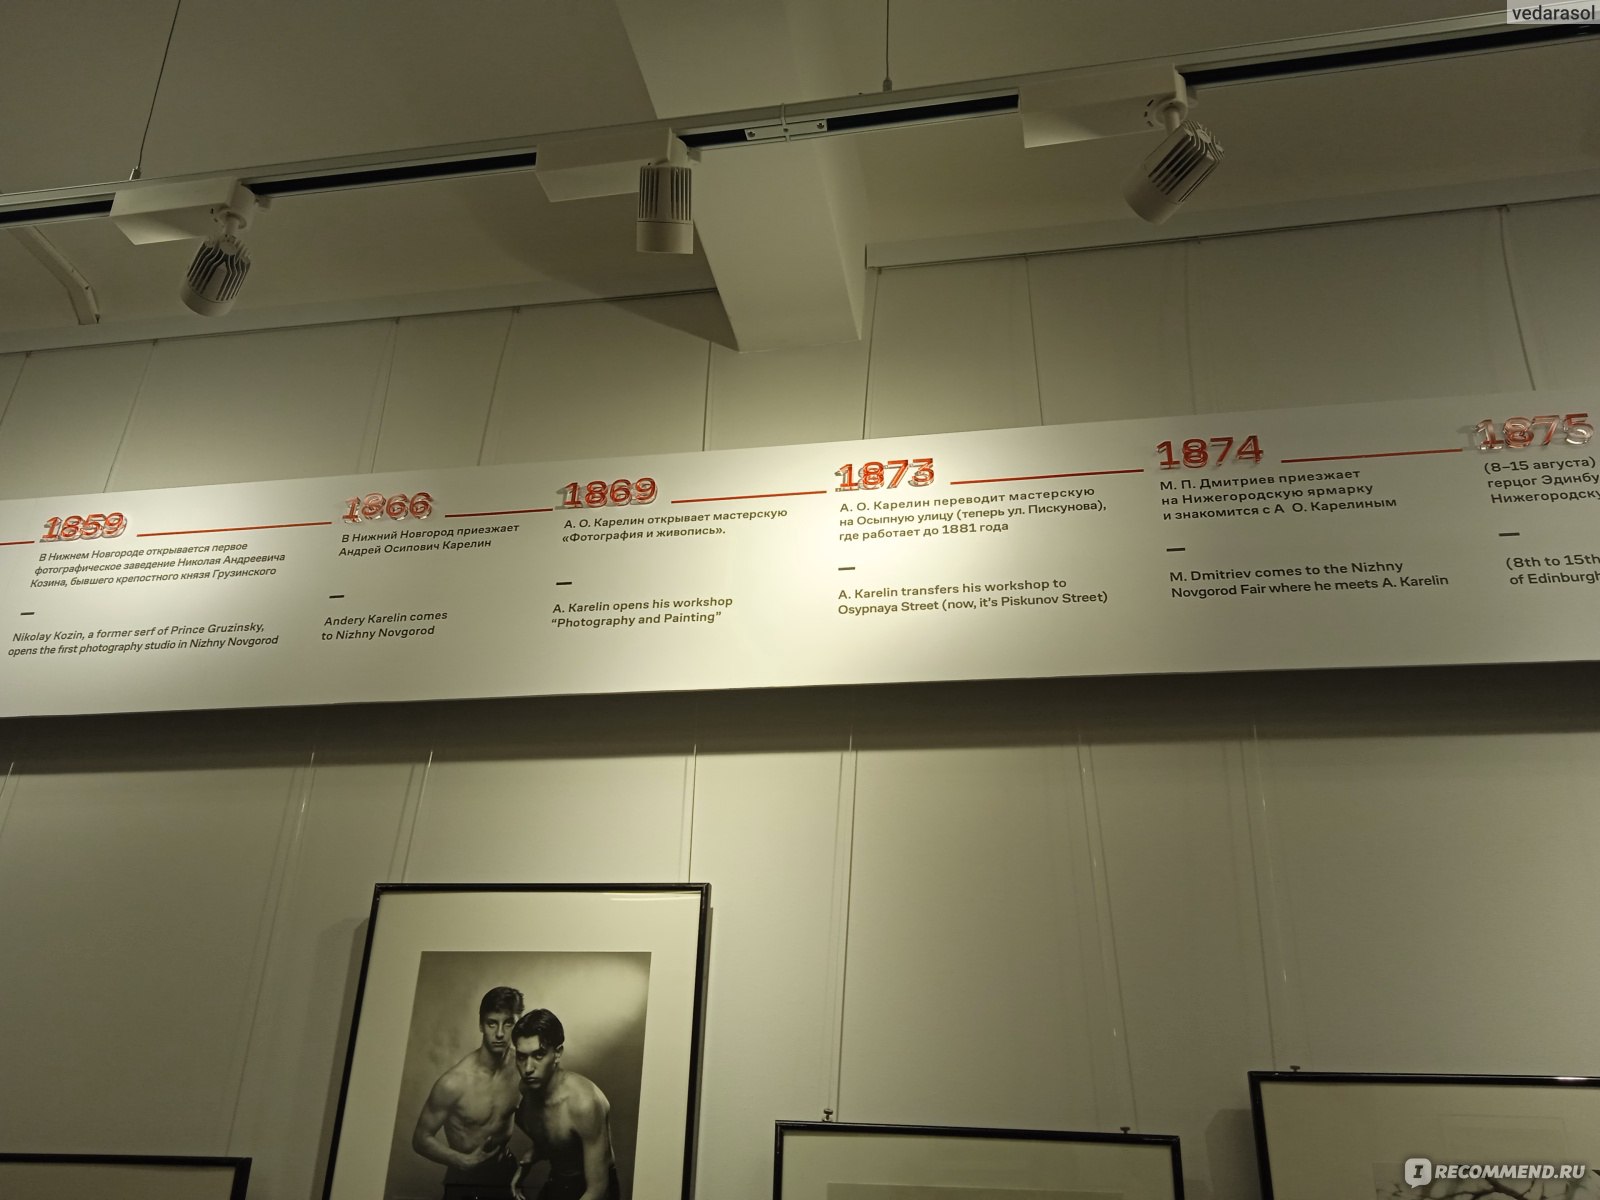 vedarasol
1859
В Нижнем Новгороде открывается первое
фотографическое заведение Николая Андреевича
Козина, бывшего крепостного князя Грузинского
Nikolay Kozin, a former serf of Prince Gruzinsky,
opens the first photography studio in Nizhny Novgorod
1866
В Нижний Новгород приезжает
Андрей Осипович Карелин
Andery Karelin comes
to Nizhny Novgorod
1869
А. О. Карелин открывает мастерскую
«Фотография и живопись».
A. Karelin opens his workshop
“Photography and Painting”
1873
А. О. Карелин переводит мастерскую
на Осыпную улицу (теперь ул. Пискунова),
где работает до 1881 года
A. Karelin transfers his workshop to
Osypnaya Street (now, it's Piskunov Street)
1874
М. П. Дмитриев приезжает
на Нижегородскую ярмарку
и знакомится с А О. Карелиным
M. Dmitriev comes to the Nizhny
Novgorod Fair where he meets A. Karelin
1875
(8–15 августа)
герцог Эдинбу
Нижегородску
(8th to 15th
of Edinburgh
IRECOMMEND.RU